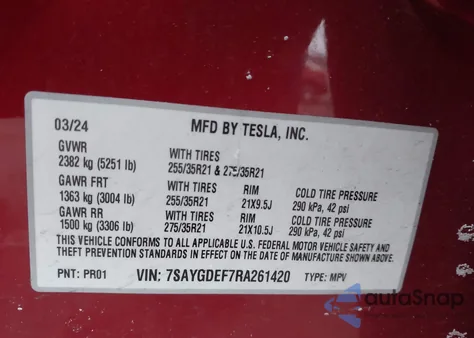 03/24 MFD BY TESLA, INC.
GVWR
2382 kg (5251 lb) WITH TIRES
255/35R21 & 275/35R21
GAWR FRT WITH TIRES RIM COLD TIRE PRESSURE
1363 kg (3004 lb) 255/35R21 21X9.5J 290 kPa, 42 psi
GAWR RR WITH TIRES RIM COLD TIRE PRESSURE
1500 kg (3306 lb) 275/35R21 21X10.5J 290 kPa, 42 psi
THIS VEHICLE CONFORMS TO ALL APPLICABLE U.S. FEDERAL MOTOR VEHICLE SAFETY AND
THEFT PREVENTION STANDARDS IN EFFECT ON THE DATE OF MANUFACTURE SHOWN ABOVE.
PNT: PR01 VIN: 7SAYGDEF7RA261420 TYPE: MPV
autoSnap